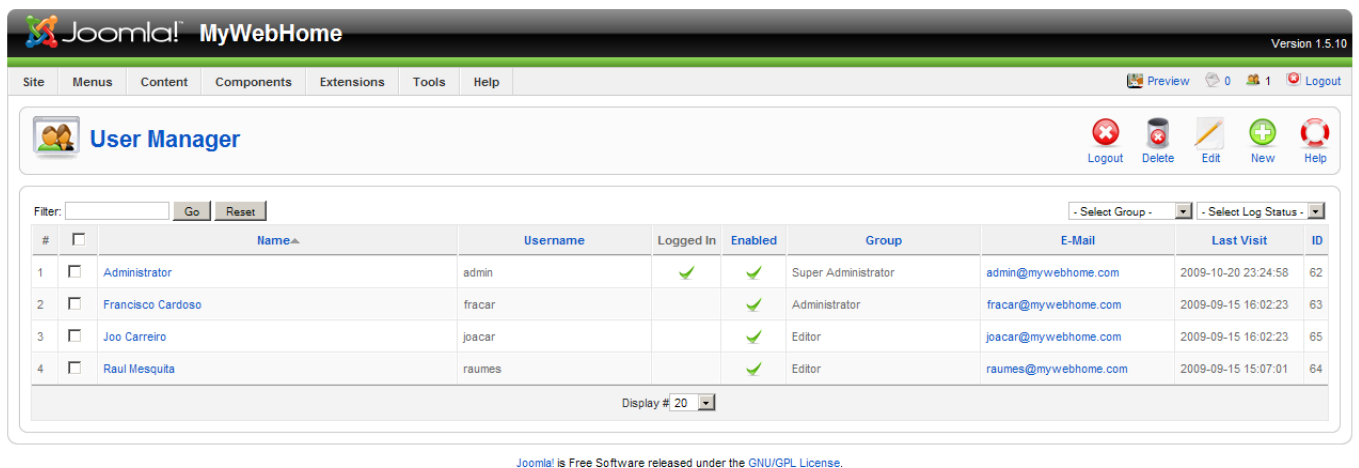 Joomla! MyWebHome
Version 1.5.10
Site Menus Content Components Extensions Tools Help Preview 0 1 Logout
User Manager
Logout Delete Edit New Help
Filter: Go Reset - Select Group - - Select Log Status -
# Name Username Logged In Enabled Group E-Mail Last Visit ID
1 Administrator admin Super Administrator admin@mywebhome.com 2009-10-20 23:24:58 62
2 Francisco Cardoso fracar Administrator fracar@mywebhome.com 2009-09-15 16:02:23 63
3 Joo Carreiro joacar Editor joacar@mywebhome.com 2009-09-15 16:02:23 65
4 Raul Mesquita raumes Editor raumes@mywebhome.com 2009-09-15 15:07:01 64
Display # 20
Joomla! is Free Software released under the GNU/GPL License.